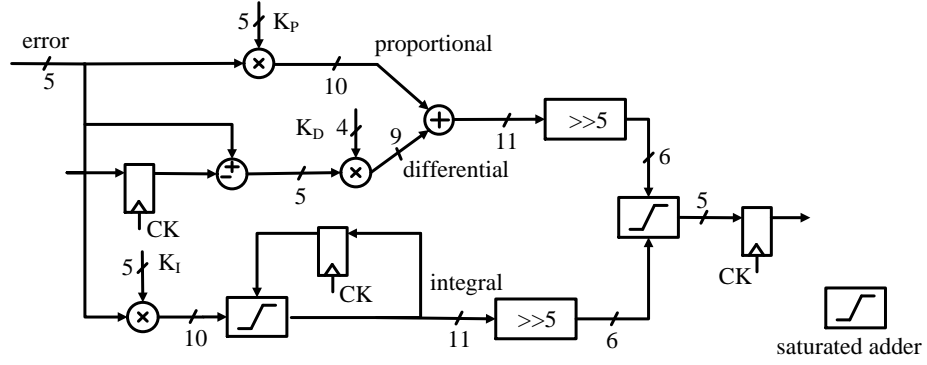 5 K_P
error
proportional
5
10
K_D 4 9
11
>>5
differential
5
6
CK
5
5 K_I
CK
integral
CK
10
11
>>5
6
saturated adder